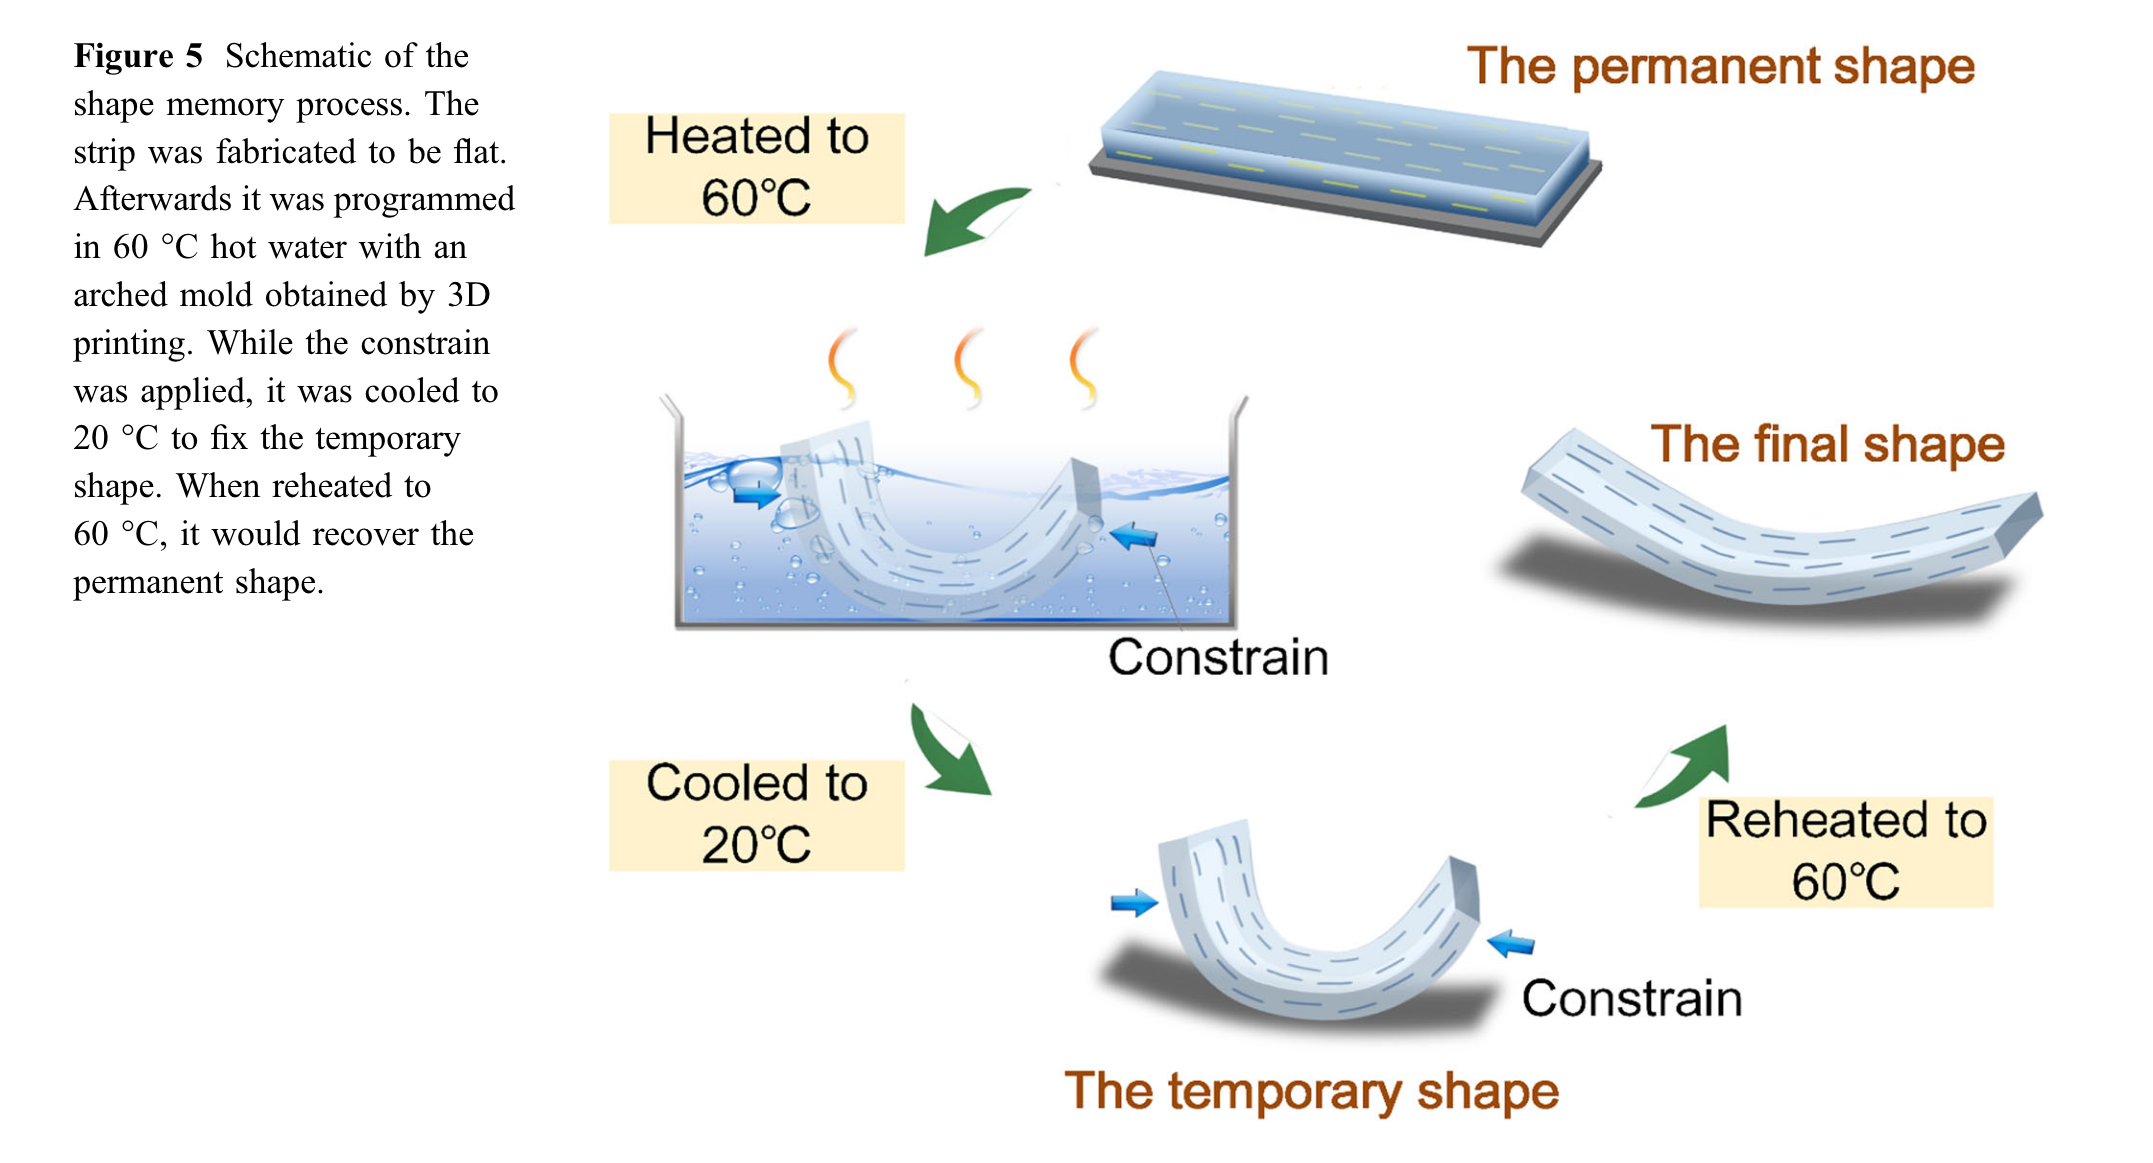 Figure 5 Schematic of the
shape memory process. The
strip was fabricated to be flat.
Afterwards it was programmed
in 60 °C hot water with an
arched mold obtained by 3D
printing. While the constrain
was applied, it was cooled to
20 °C to fix the temporary
shape. When reheated to
60 °C, it would recover the
permanent shape.
The permanent shape
Heated to
60℃
Constrain
Cooled to
20℃
Constrain
The temporary shape
Reheated to
60℃
The final shape